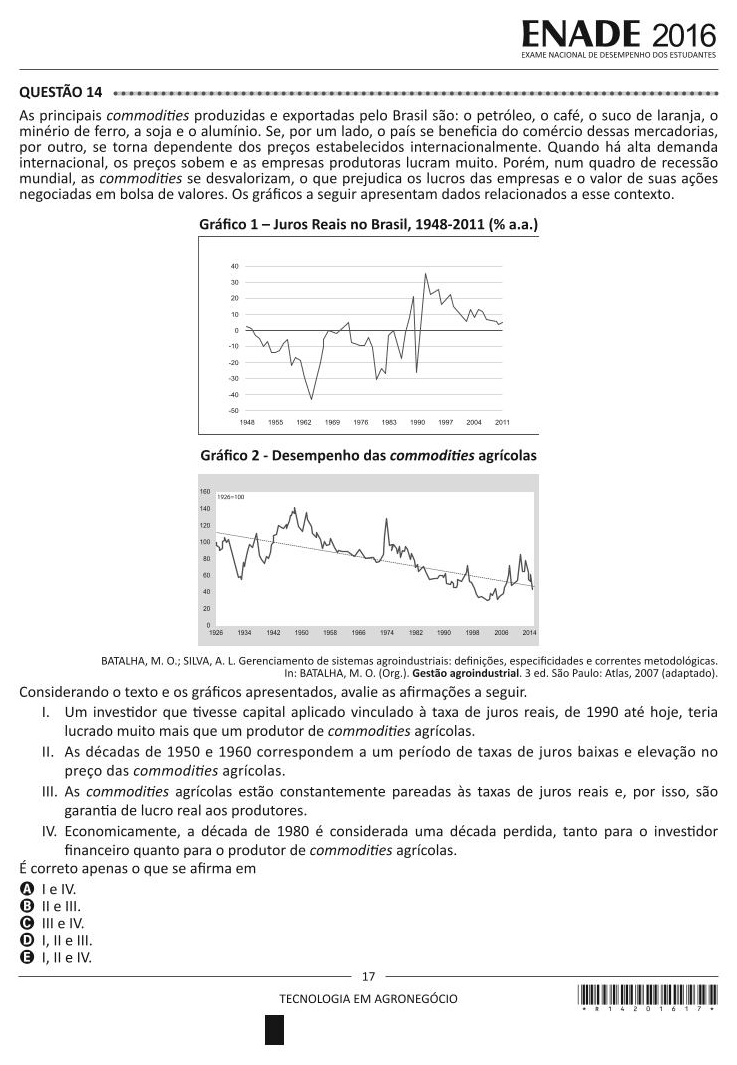 ENADE 2016
EXAME NACIONAL DE DESEMPENHO DOS ESTUDANTES
QUESTÃO 14
As principais commodities produzidas e exportadas pelo Brasil são: o petróleo, o café, o suco de laranja, o
minério de ferro, a soja e o alumínio. Se, por um lado, o país se beneficia do comércio dessas mercadorias,
por outro, se torna dependente dos preços estabelecidos internacionalmente. Quando há alta demanda
internacional, os preços sobem e as empresas produtoras lucram muito. Porém, num quadro de recessão
mundial, as commodities se desvalorizam, o que prejudica os lucros das empresas e o valor de suas ações
negociadas em bolsa de valores. Os gráficos a seguir apresentam dados relacionados a esse contexto.
Gráfico 1 – Juros Reais no Brasil, 1948-2011 (% a.a.)
40
30
20
10
0
-10
-20
-30
-40
-50
1948 1955 1962 1969 1976 1983 1990 1997 2004 2011
Gráfico 2 - Desempenho das commodities agrícolas
160
1926=100
140
120
100
80
60
40
20
0
1926 1934 1942 1950 1958 1966 1974 1982 1990 1998 2006 2014
BATALHA, M. O.; SILVA, A. L. Gerenciamento de sistemas agroindustriais: definições, especificidades e correntes metodológicas.
In: BATALHA, M. O. (Org.). Gestão agroindustrial. 3 ed. São Paulo: Atlas, 2007 (adaptado).
Considerando o texto e os gráficos apresentados, avalie as afirmações a seguir.
I. Um investidor que tivesse capital aplicado vinculado à taxa de juros reais, de 1990 até hoje, teria
lucrado muito mais que um produtor de commodities agrícolas.
II. As décadas de 1950 e 1960 correspondem a um período de taxas de juros baixas e elevação no
preço das commodities agrícolas.
III. As commodities agrícolas estão constantemente pareadas às taxas de juros reais e, por isso, são
garantia de lucro real aos produtores.
IV. Economicamente, a década de 1980 é considerada uma década perdida, tanto para o investidor
financeiro quanto para o produtor de commodities agrícolas.
É correto apenas o que se afirma em
A I e IV.
B II e III.
C III e IV.
D I, II e III.
E I, II e IV.
17
TECNOLOGIA EM AGRONEGÓCIO
*R14201617*